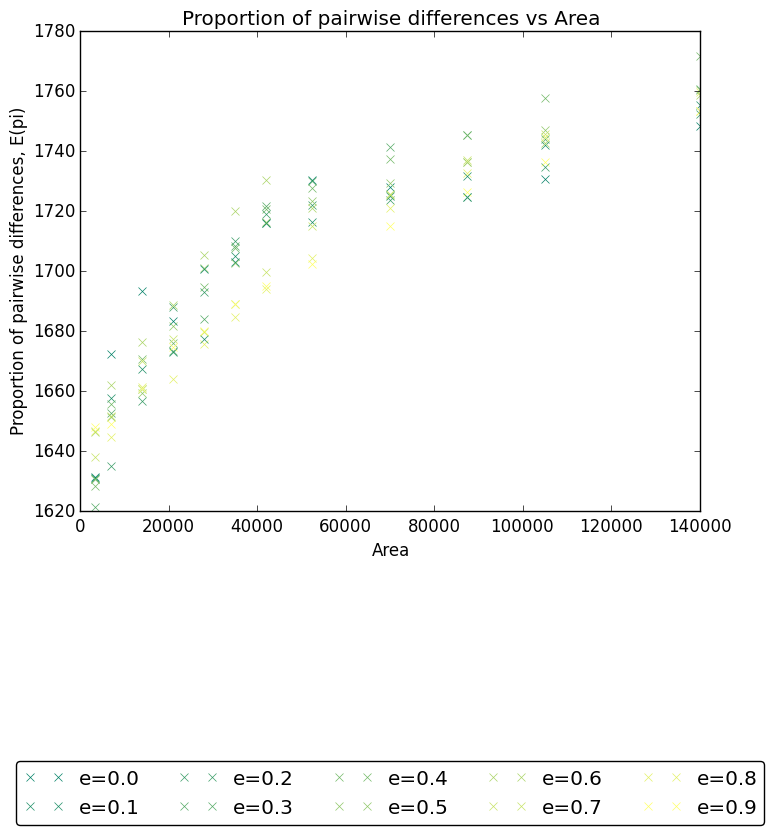 Proportion of pairwise differences vs Area
Proportion of pairwise differences, E(pi)
1780
1760
1740
1720
1700
1680
1660
1640
1620
0 20000 40000 60000 80000 100000 120000 140000
Area
e=0.0 e=0.2 e=0.4 e=0.6 e=0.8
e=0.1 e=0.3 e=0.5 e=0.7 e=0.9